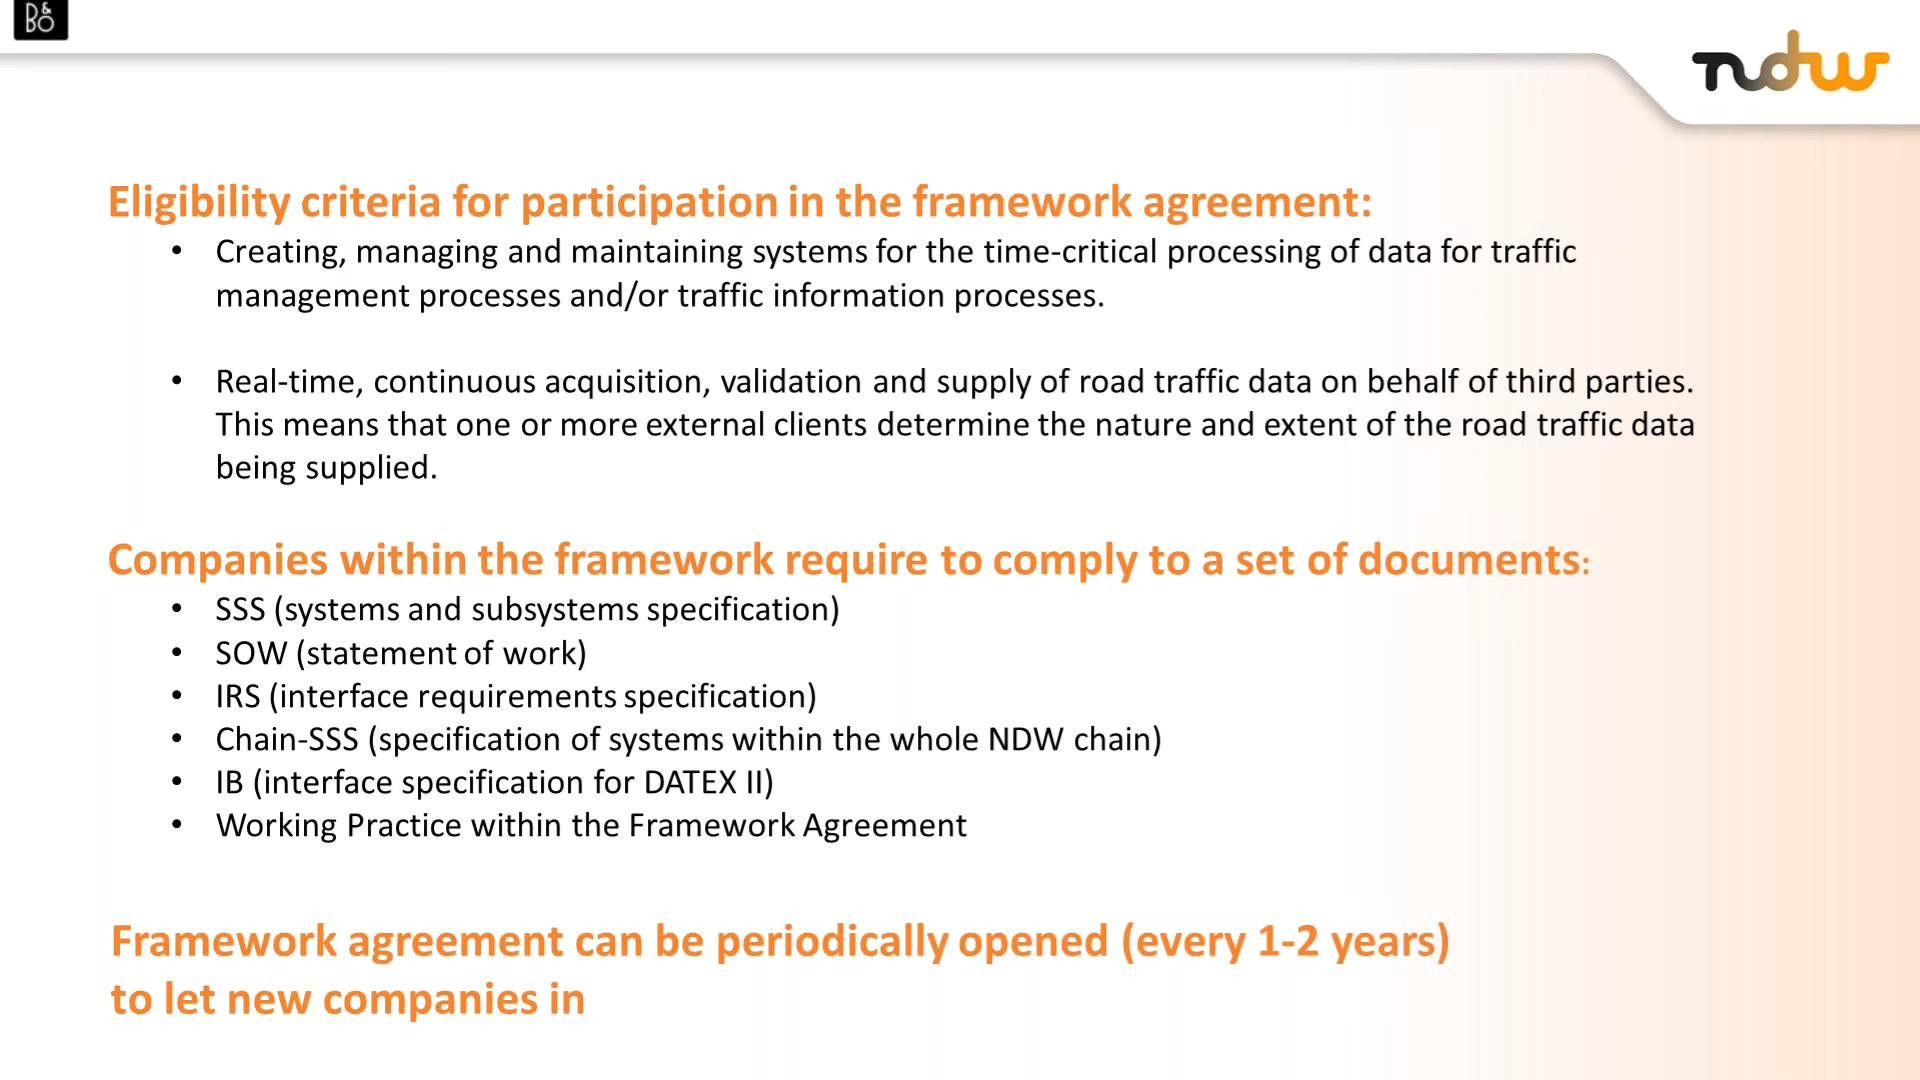 B&O
ndw
Eligibility criteria for participation in the framework agreement:
• Creating, managing and maintaining systems for the time-critical processing of data for traffic
management processes and/or traffic information processes.
• Real-time, continuous acquisition, validation and supply of road traffic data on behalf of third parties.
This means that one or more external clients determine the nature and extent of the road traffic data
being supplied.
Companies within the framework require to comply to a set of documents:
• SSS (systems and subsystems specification)
• SOW (statement of work)
• IRS (interface requirements specification)
• Chain-SSS (specification of systems within the whole NDW chain)
• IB (interface specification for DATEX II)
• Working Practice within the Framework Agreement
Framework agreement can be periodically opened (every 1-2 years)
to let new companies in